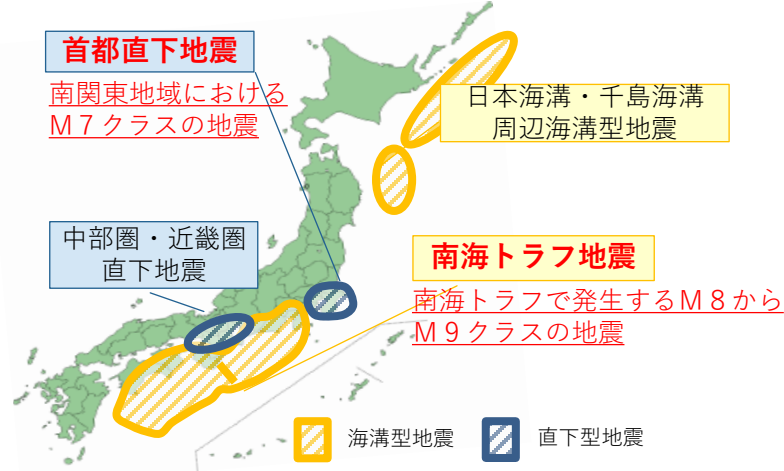 首都直下地震
南関東地域における
Ｍ７クラスの地震
日本海溝・千島海溝
周辺海溝型地震
中部圏・近畿圏
直下地震
南海トラフ地震
南海トラフで発生するＭ８から
Ｍ９クラスの地震
海溝型地震
直下型地震